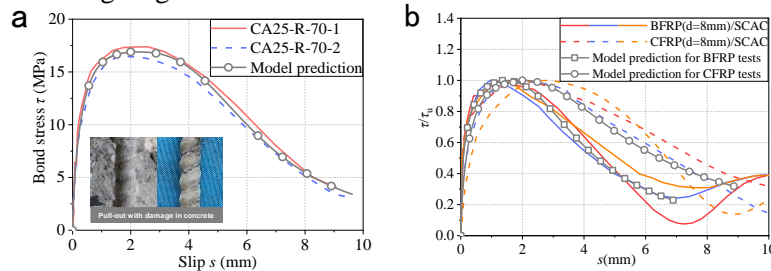 a
CA25-R-70-1
CA25-R-70-2
Model prediction
Bond stress τ (MPa)
20
15
10
5
0
Pull-out with damage in concrete
0 2 4 6 8 10
Slip s (mm)
b
BFRP(d=8mm)/SCAC
CFRP(d=8mm)/SCAC
Model prediction for BFRP tests
Model prediction for CFRP tests
τ/τu
1.4
1.2
1.0
0.8
0.6
0.4
0.2
0
0 2 4 6 8 10
s(mm)